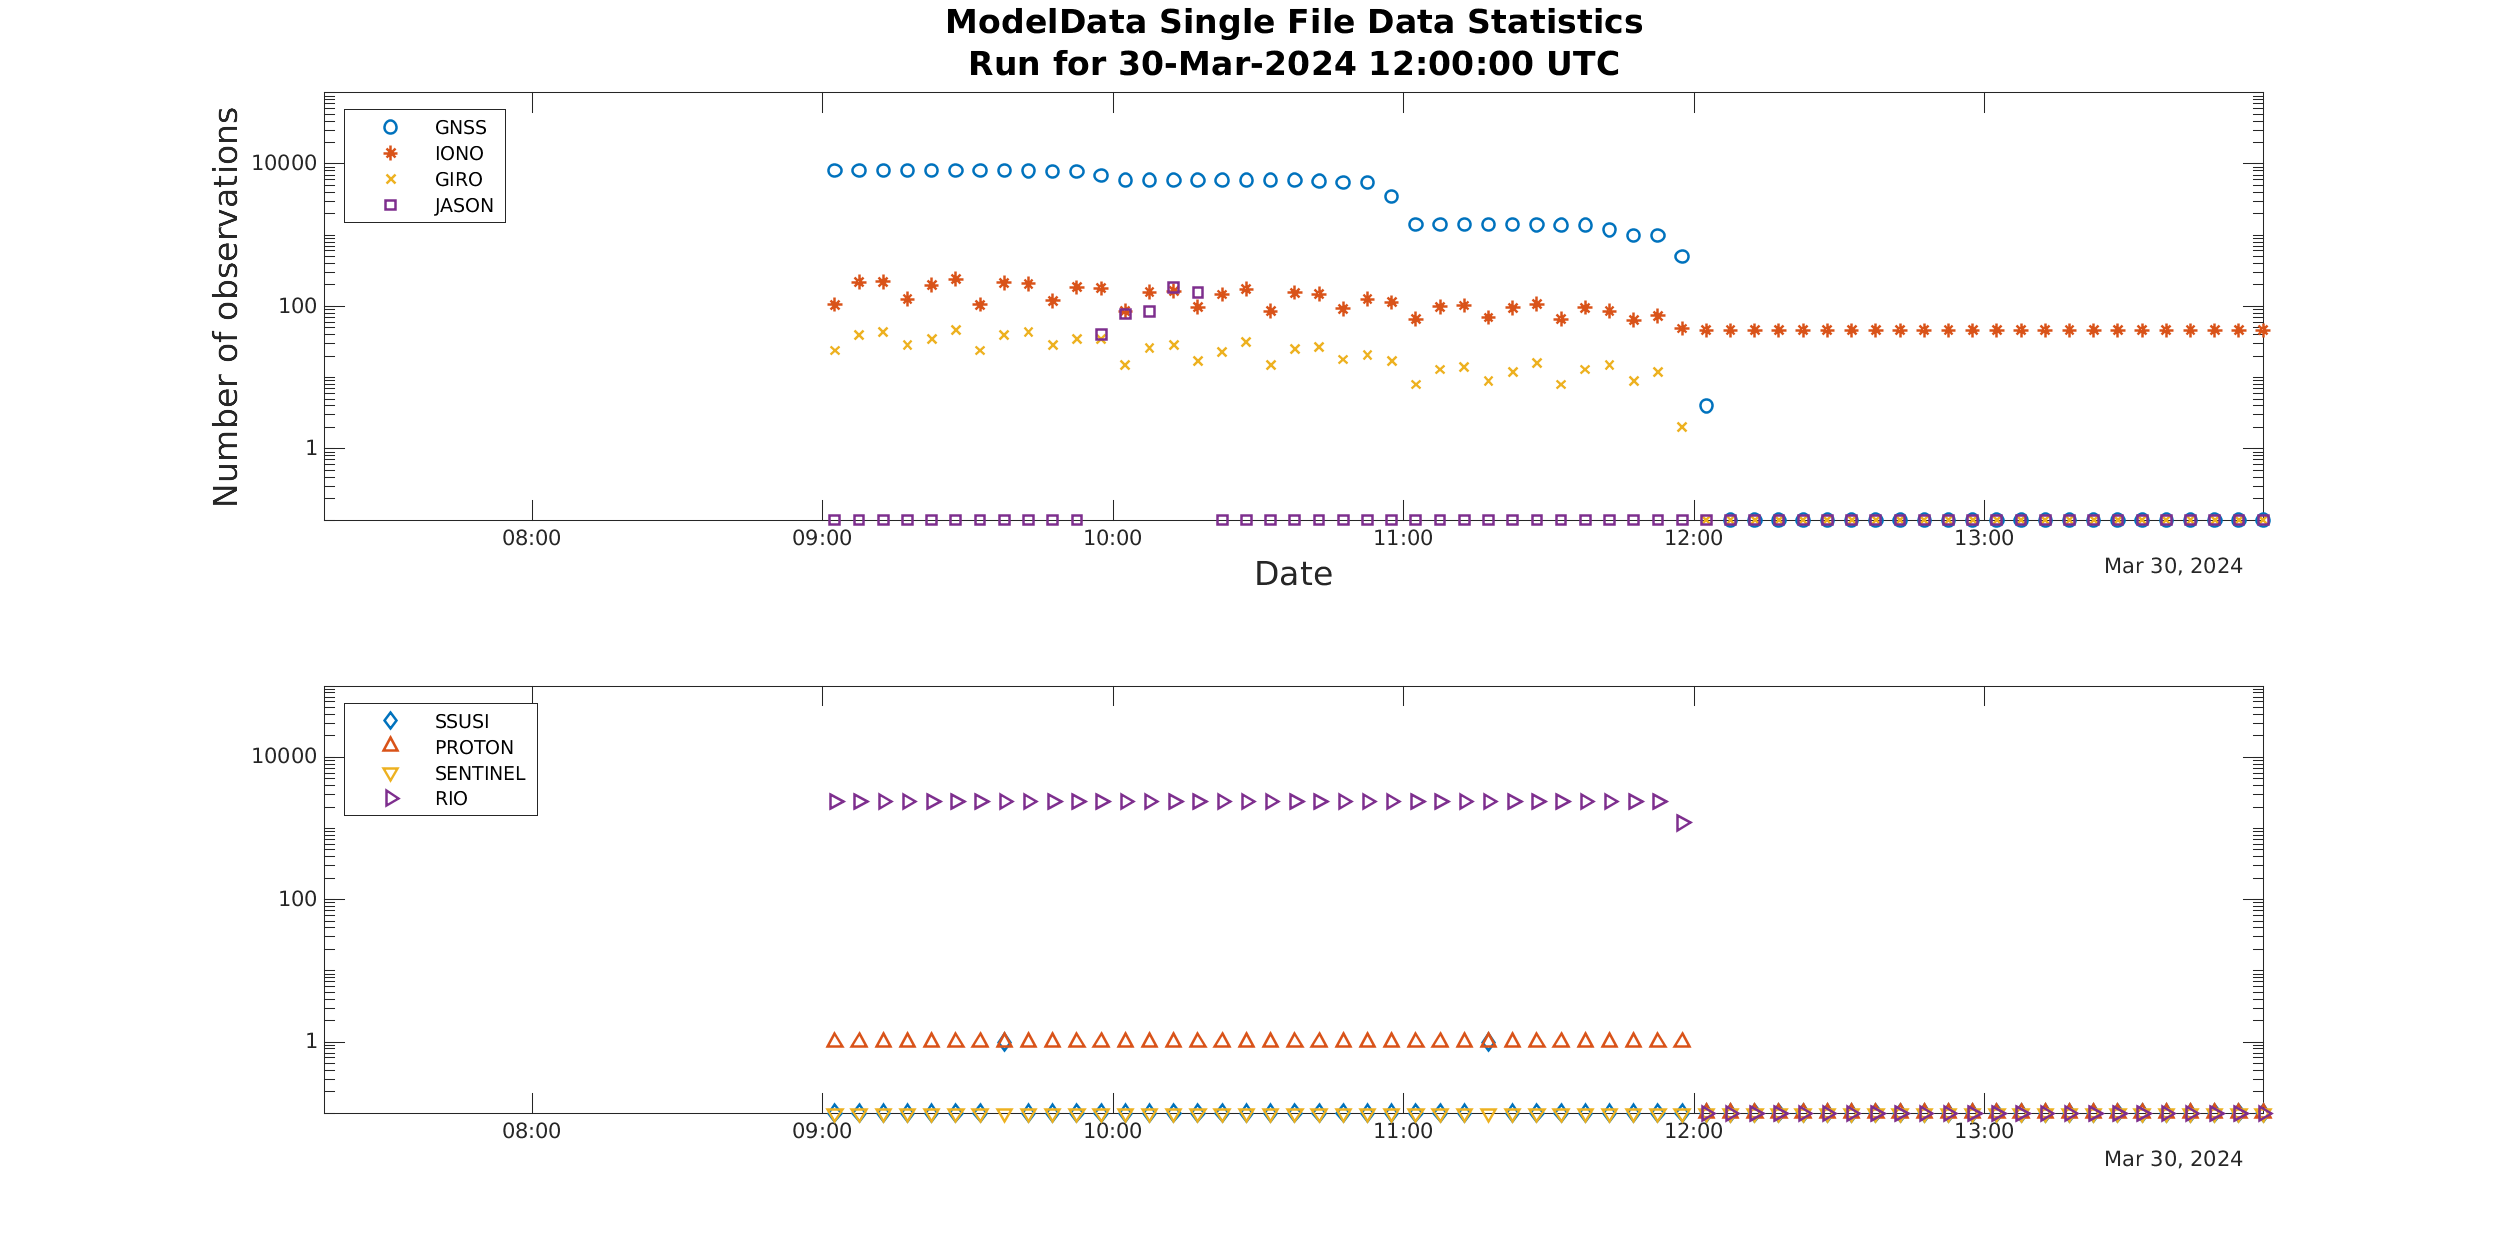 ModelData Single File Data Statistics
Run for 30-Mar-2024 12:00:00 UTC
Number of observations
10000
100
1
GNSS
IONO
GIRO
JASON
08:00 09:00 10:00 11:00 12:00 13:00
Mar 30, 2024
Date
10000
100
1
SSUSI
PROTON
SENTINEL
RIO
08:00 09:00 10:00 11:00 12:00 13:00
Mar 30, 2024